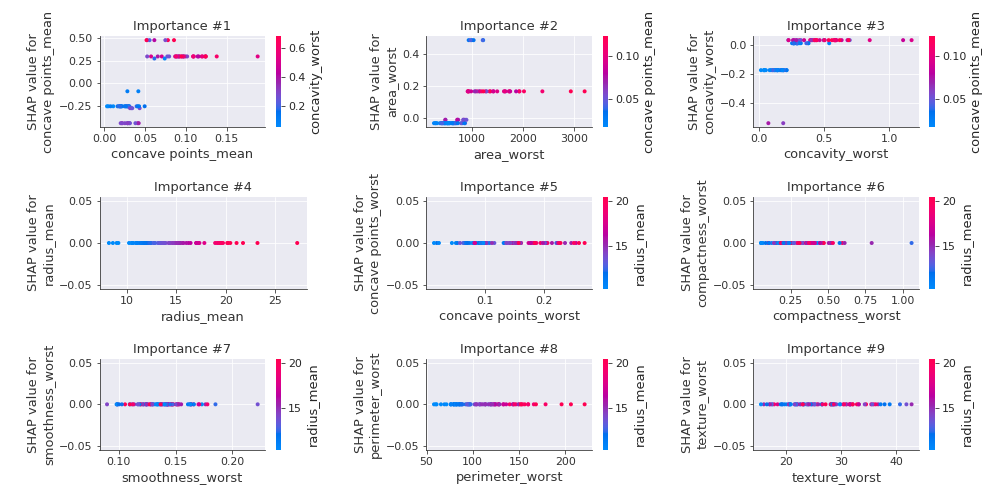 Importance #1
SHAP value for
concave points_mean
0.50
0.25
0.00
−0.25
0.00
0.05
0.10
0.15
concave points_mean
0.6
0.4
0.2
concavity_worst
Importance #2
SHAP value for
area_worst
0.4
0.2
0.0
1000
2000
3000
area_worst
0.10
0.05
concave points_mean
Importance #3
SHAP value for
concavity_worst
0.0
−0.2
−0.4
0.0
0.5
1.0
concavity_worst
0.10
0.05
concave points_mean
Importance #4
SHAP value for
radius_mean
0.05
0.00
−0.05
10
15
20
25
radius_mean
Importance #5
SHAP value for
concave points_worst
0.05
0.00
−0.05
0.1
0.2
concave points_worst
20
15
radius_mean
Importance #6
SHAP value for
compactness_worst
0.05
0.00
−0.05
0.25
0.50
0.75
1.00
compactness_worst
20
15
radius_mean
Importance #7
SHAP value for
smoothness_worst
0.05
0.00
−0.05
0.10
0.15
0.20
smoothness_worst
20
15
radius_mean
Importance #8
SHAP value for
perimeter_worst
0.05
0.00
−0.05
50
100
150
200
perimeter_worst
20
15
radius_mean
Importance #9
SHAP value for
texture_worst
0.05
0.00
−0.05
20
30
40
texture_worst
20
15
radius_mean